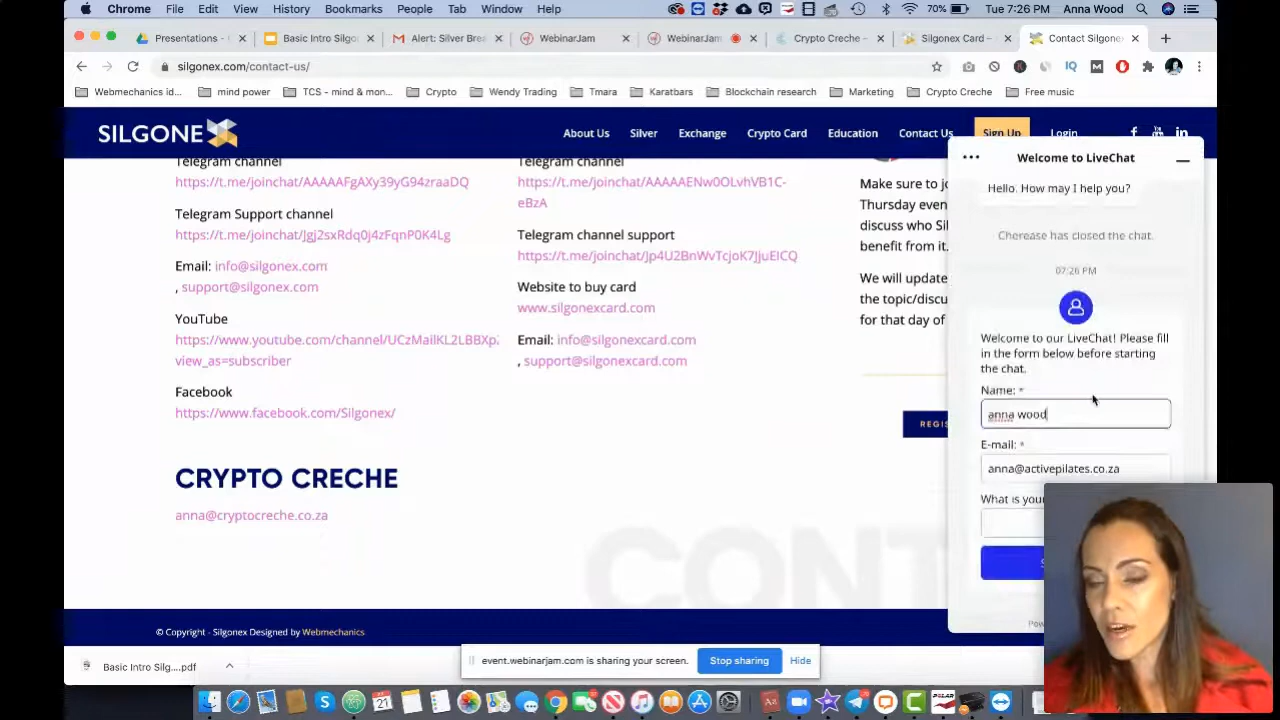 Chrome File Edit View History Bookmarks People Tab Window Help 70% Tue 7:26 PM Anna Wood
Presentations - Basic Intro Silgo Alert: Silver Brea WebinarJam WebinarJam Crypto Creche – Silgonex Card – Contact Silgone
silgonex.com/contact-us/
Webmechanics id... mind power TCS - mind & mon... Crypto Wendy Trading Tmara Karatbars Blockchain research Marketing Crypto Creche Free music
SILGONEX
About Us Silver Exchange Crypto Card Education Contact Us Sign Up Login
Telegram channel
https://t.me/joinchat/AAAAAFgAXy39yG94zraaDQ
Telegram Support channel
https://t.me/joinchat/Jgj2sxRdq0j4zFqnP0K4Lg
Email: info@silgonex.com
, support@silgonex.com
YouTube
https://www.youtube.com/channel/UCzMailKL2LBBXp
view_as=subscriber
Facebook
https://www.facebook.com/Silgonex/
Telegram channel
https://t.me/joinchat/AAAAAENw0OLvhVB1C-
eBzA
Telegram channel support
https://t.me/joinchat/Jp4U2BnWvTcjoK7JjuEICQ
Website to buy card
www.silgonexcard.com
Email: info@silgonexcard.com
, support@silgonexcard.com
Make sure to jo
Thursday even
discuss who Si
benefit from it.
We will update
the topic/discu
for that day of
REGIS
CRYPTO CRECHE
anna@cryptocreche.co.za
CONT
Welcome to LiveChat
Hello. How may I help you?
Cherease has closed the chat.
07:26 PM
Welcome to our LiveChat! Please fill
in the form below before starting
the chat.
Name: *
anna wood
E-mail: *
anna@activepilates.co.za
What is your
S
Pow
© Copyright - Silgonex Designed by Webmechanics
Basic Intro Silg....pdf
event.webinarjam.com is sharing your screen. Stop sharing Hide